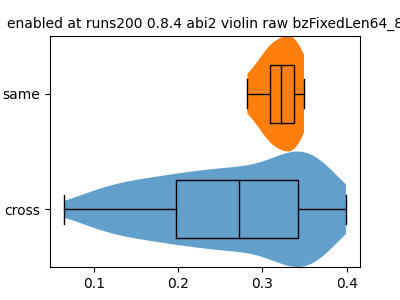 enabled at runs200 0.8.4 abi2 violin raw bzFixedLen64_8
same
cross
0.1 0.2 0.3 0.4